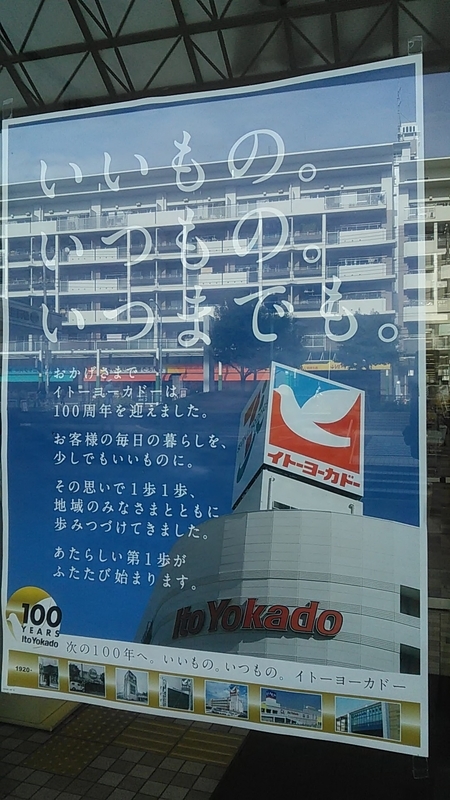 いいもの。
いつもの。
いつまでも。
おかげさまで
イトーヨーカドーは、
100周年を迎えました。
お客様の毎日の暮らしを、
少しでもいいものに。
その思いで1歩1歩、
地域のみなさまとともに
歩みつづけてきました。
あたらしい第1歩が
ふたたび始まります。
イトーヨーカドー
Ito Yokado
100
YEARS
ItoYokado
次の100年へ。いいもの。いつもの。イトーヨーカドー
1920-